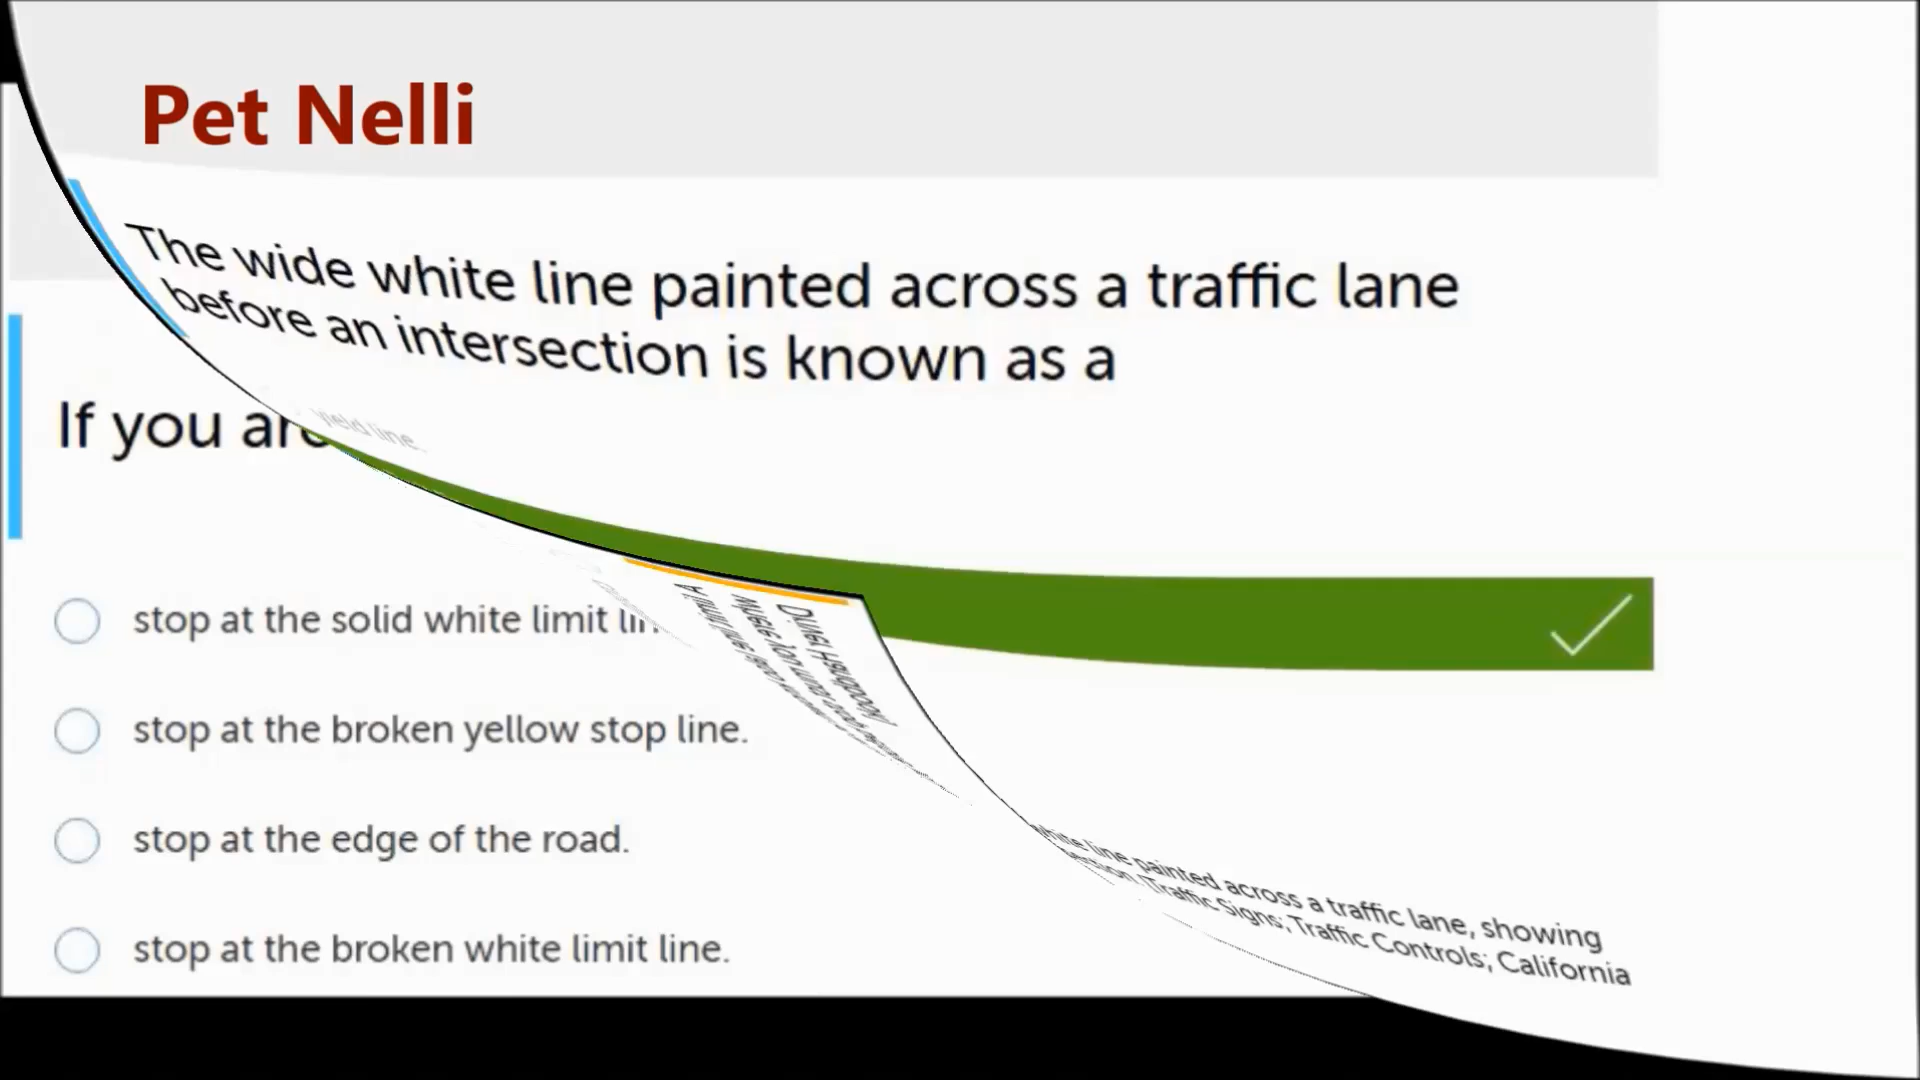 Pet Nelli
The wide white line painted across a traffic lane
before an intersection is known as a
yield line.
If you are
stop at the solid white limit
stop at the broken yellow stop line.
stop at the edge of the road.
stop at the broken white limit line.
white line painted across a traffic lane, showing
(Traffic Signs; Traffic Controls; California